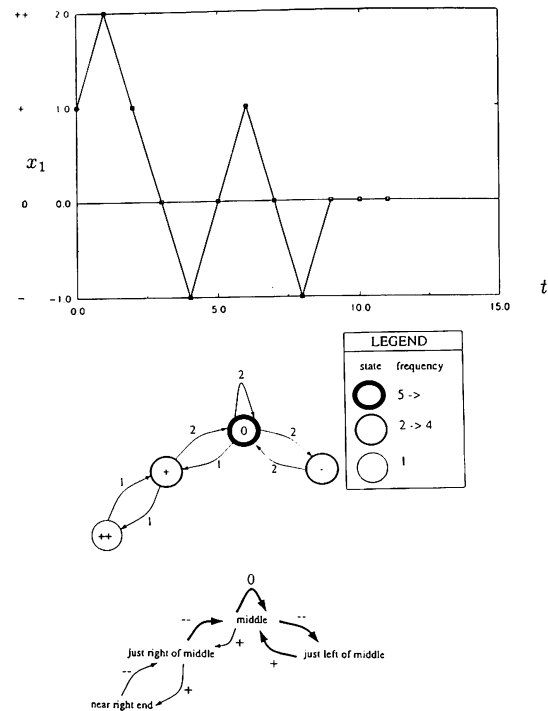 ++ 2.0
+ 1.0
x1
0 0.0
- -1.0
0.0 5.0 10.0 15.0
t
LEGEND
state frequency
5 ->
2 -> 4
1
2
0
2 2
1 2
+ -
1
1
++
0
-- middle --
+
just right of middle + just left of middle
--
+
near right end